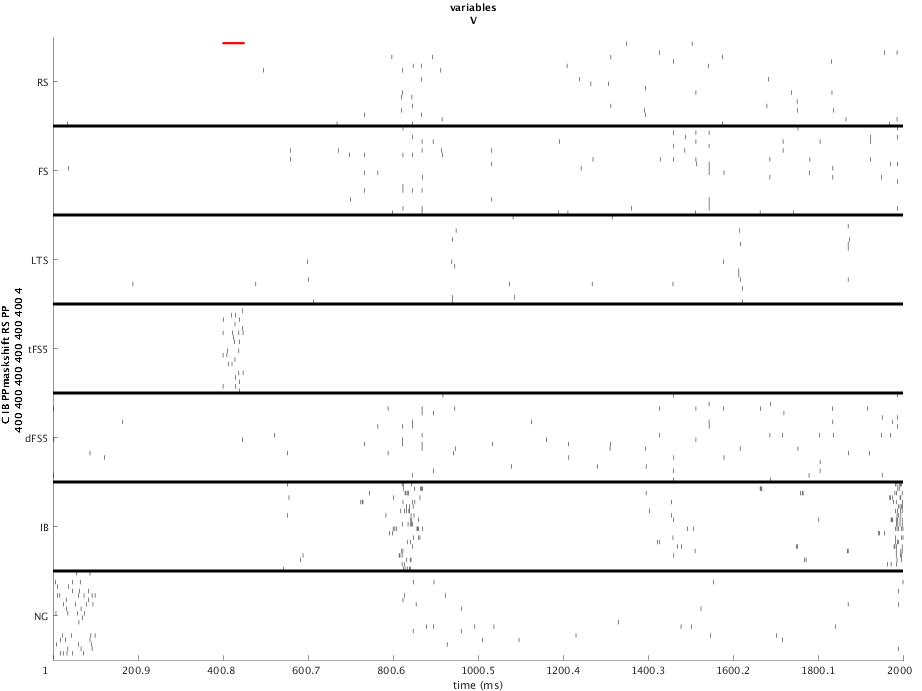 variables
V
C IB PPmaskshift RS PP
400 400 400 400 400 400 4
RS
FS
LTS
tFS5
dFS5
IB
NG
1 200.9 400.8 600.7 800.6 1000.5 1200.4 1400.3 1600.2 1800.1 2000
time (ms)